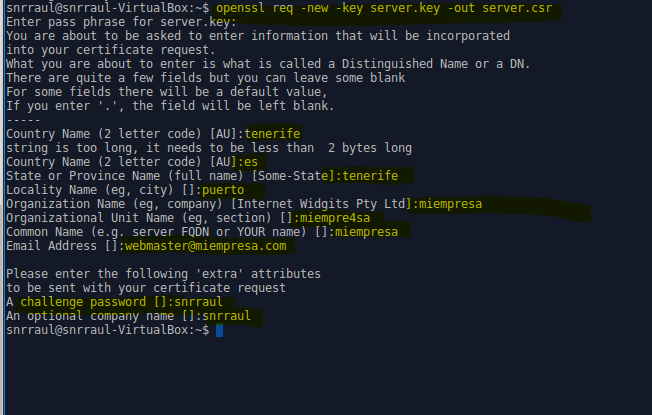 snrraul@snrraul-VirtualBox:~$ openssl req -new -key server.key -out server.csr
Enter pass phrase for server.key:
You are about to be asked to enter information that will be incorporated
into your certificate request.
What you are about to enter is what is called a Distinguished Name or a DN.
There are quite a few fields but you can leave some blank
For some fields there will be a default value,
If you enter '.', the field will be left blank.
-----
Country Name (2 letter code) [AU]:tenerife
string is too long, it needs to be less than  2 bytes long
Country Name (2 letter code) [AU]:es
State or Province Name (full name) [Some-State]:tenerife
Locality Name (eg, city) []:puerto
Organization Name (eg, company) [Internet Widgits Pty Ltd]:miempresa
Organizational Unit Name (eg, section) []:miempre4sa
Common Name (e.g. server FQDN or YOUR name) []:miempresa
Email Address []:webmaster@miempresa.com
Please enter the following 'extra' attributes
to be sent with your certificate request
A challenge password []:snrraul
An optional company name []:snrraul
snrraul@snrraul-VirtualBox:~$